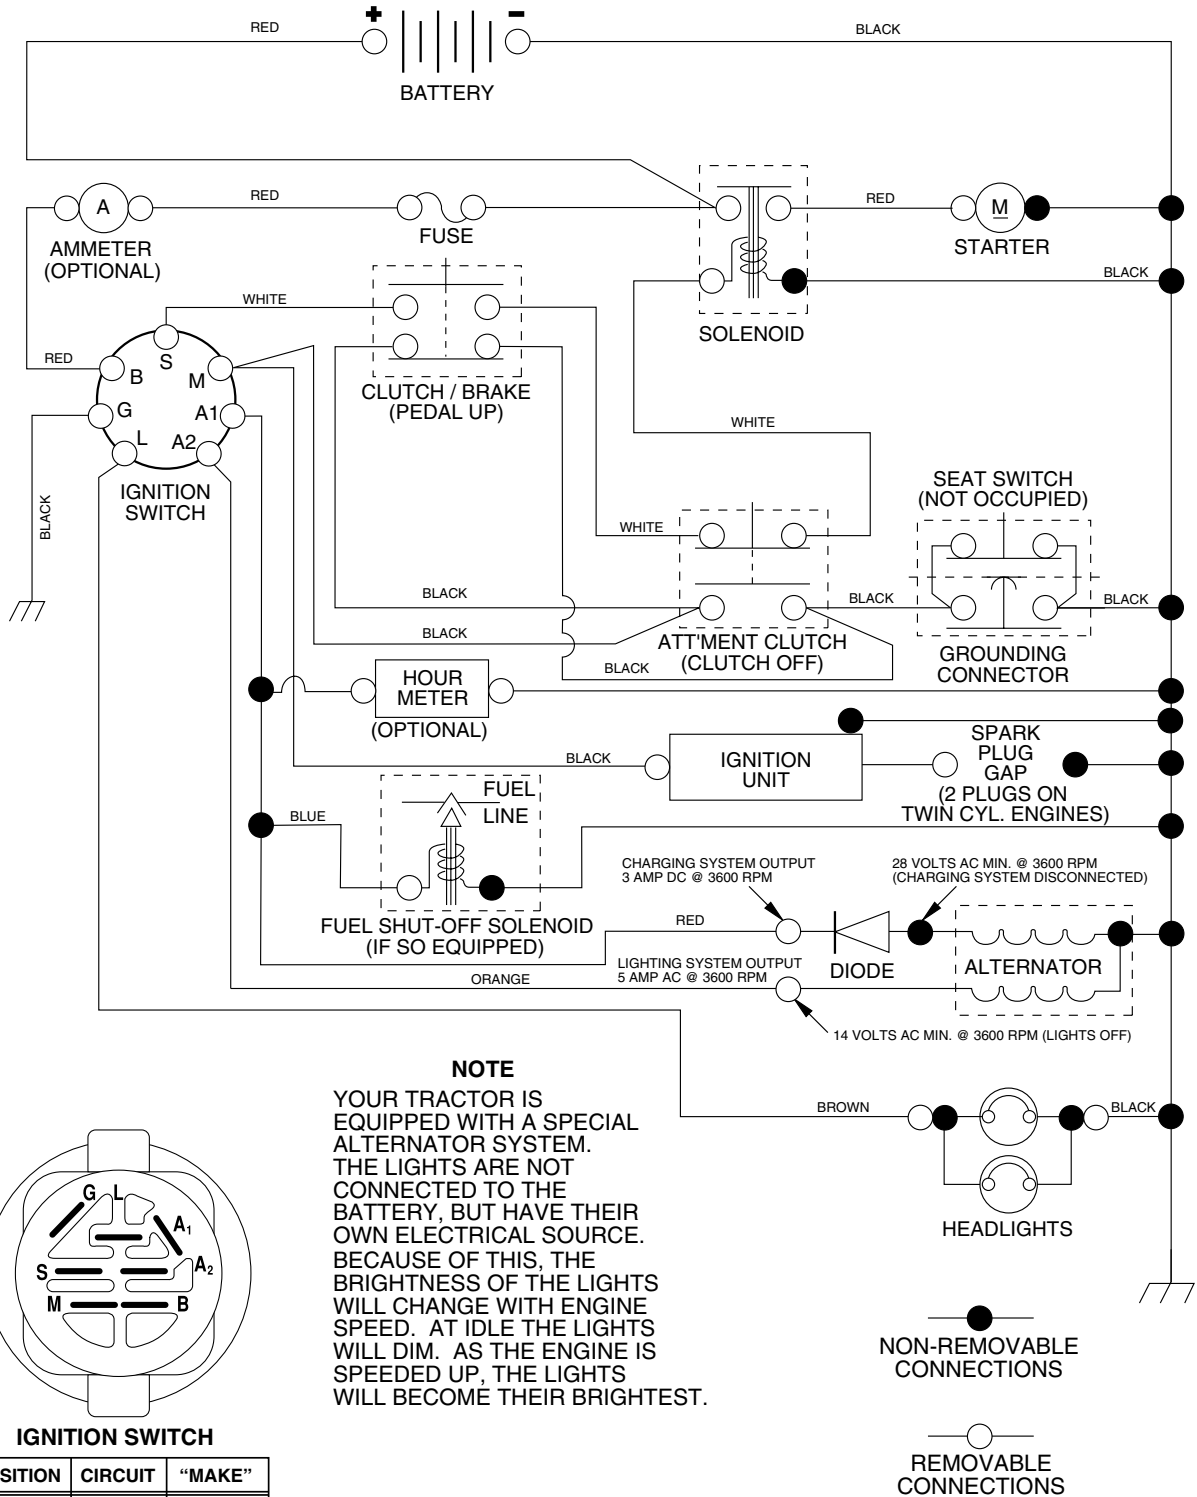 + -
RED
BLACK
BATTERY
RED
A
AMMETER
(OPTIONAL)
FUSE
RED
M
STARTER
BLACK
SOLENOID
WHITE
CLUTCH / BRAKE
(PEDAL UP)
RED
S
B
M
G
A1
L
A2
IGNITION
SWITCH
BLACK
WHITE
SEAT SWITCH
(NOT OCCUPIED)
WHITE
BLACK
BLACK
BLACK
BLACK
BLACK
ATT'MENT CLUTCH
(CLUTCH OFF)
GROUNDING
CONNECTOR
HOUR
METER
(OPTIONAL)
BLACK
IGNITION
UNIT
SPARK
PLUG
GAP
(2 PLUGS ON
TWIN CYL. ENGINES)
FUEL
LINE
BLUE
FUEL SHUT-OFF SOLENOID
(IF SO EQUIPPED)
CHARGING SYSTEM OUTPUT
3 AMP DC @ 3600 RPM
28 VOLTS AC MIN. @ 3600 RPM
(CHARGING SYSTEM DISCONNECTED)
RED
DIODE
ALTERNATOR
LIGHTING SYSTEM OUTPUT
5 AMP AC @ 3600 RPM
ORANGE
14 VOLTS AC MIN. @ 3600 RPM (LIGHTS OFF)
BROWN
BLACK
HEADLIGHTS
NOTE
YOUR TRACTOR IS
EQUIPPED WITH A SPECIAL
ALTERNATOR SYSTEM.
THE LIGHTS ARE NOT
CONNECTED TO THE
BATTERY, BUT HAVE THEIR
OWN ELECTRICAL SOURCE.
BECAUSE OF THIS, THE
BRIGHTNESS OF THE LIGHTS
WILL CHANGE WITH ENGINE
SPEED. AT IDLE THE LIGHTS
WILL DIM. AS THE ENGINE IS
SPEEDED UP, THE LIGHTS
WILL BECOME THEIR BRIGHTEST.
G L
A1
A2
S
M B
IGNITION SWITCH
SITION CIRCUIT “MAKE”
NON-REMOVABLE
CONNECTIONS
REMOVABLE
CONNECTIONS